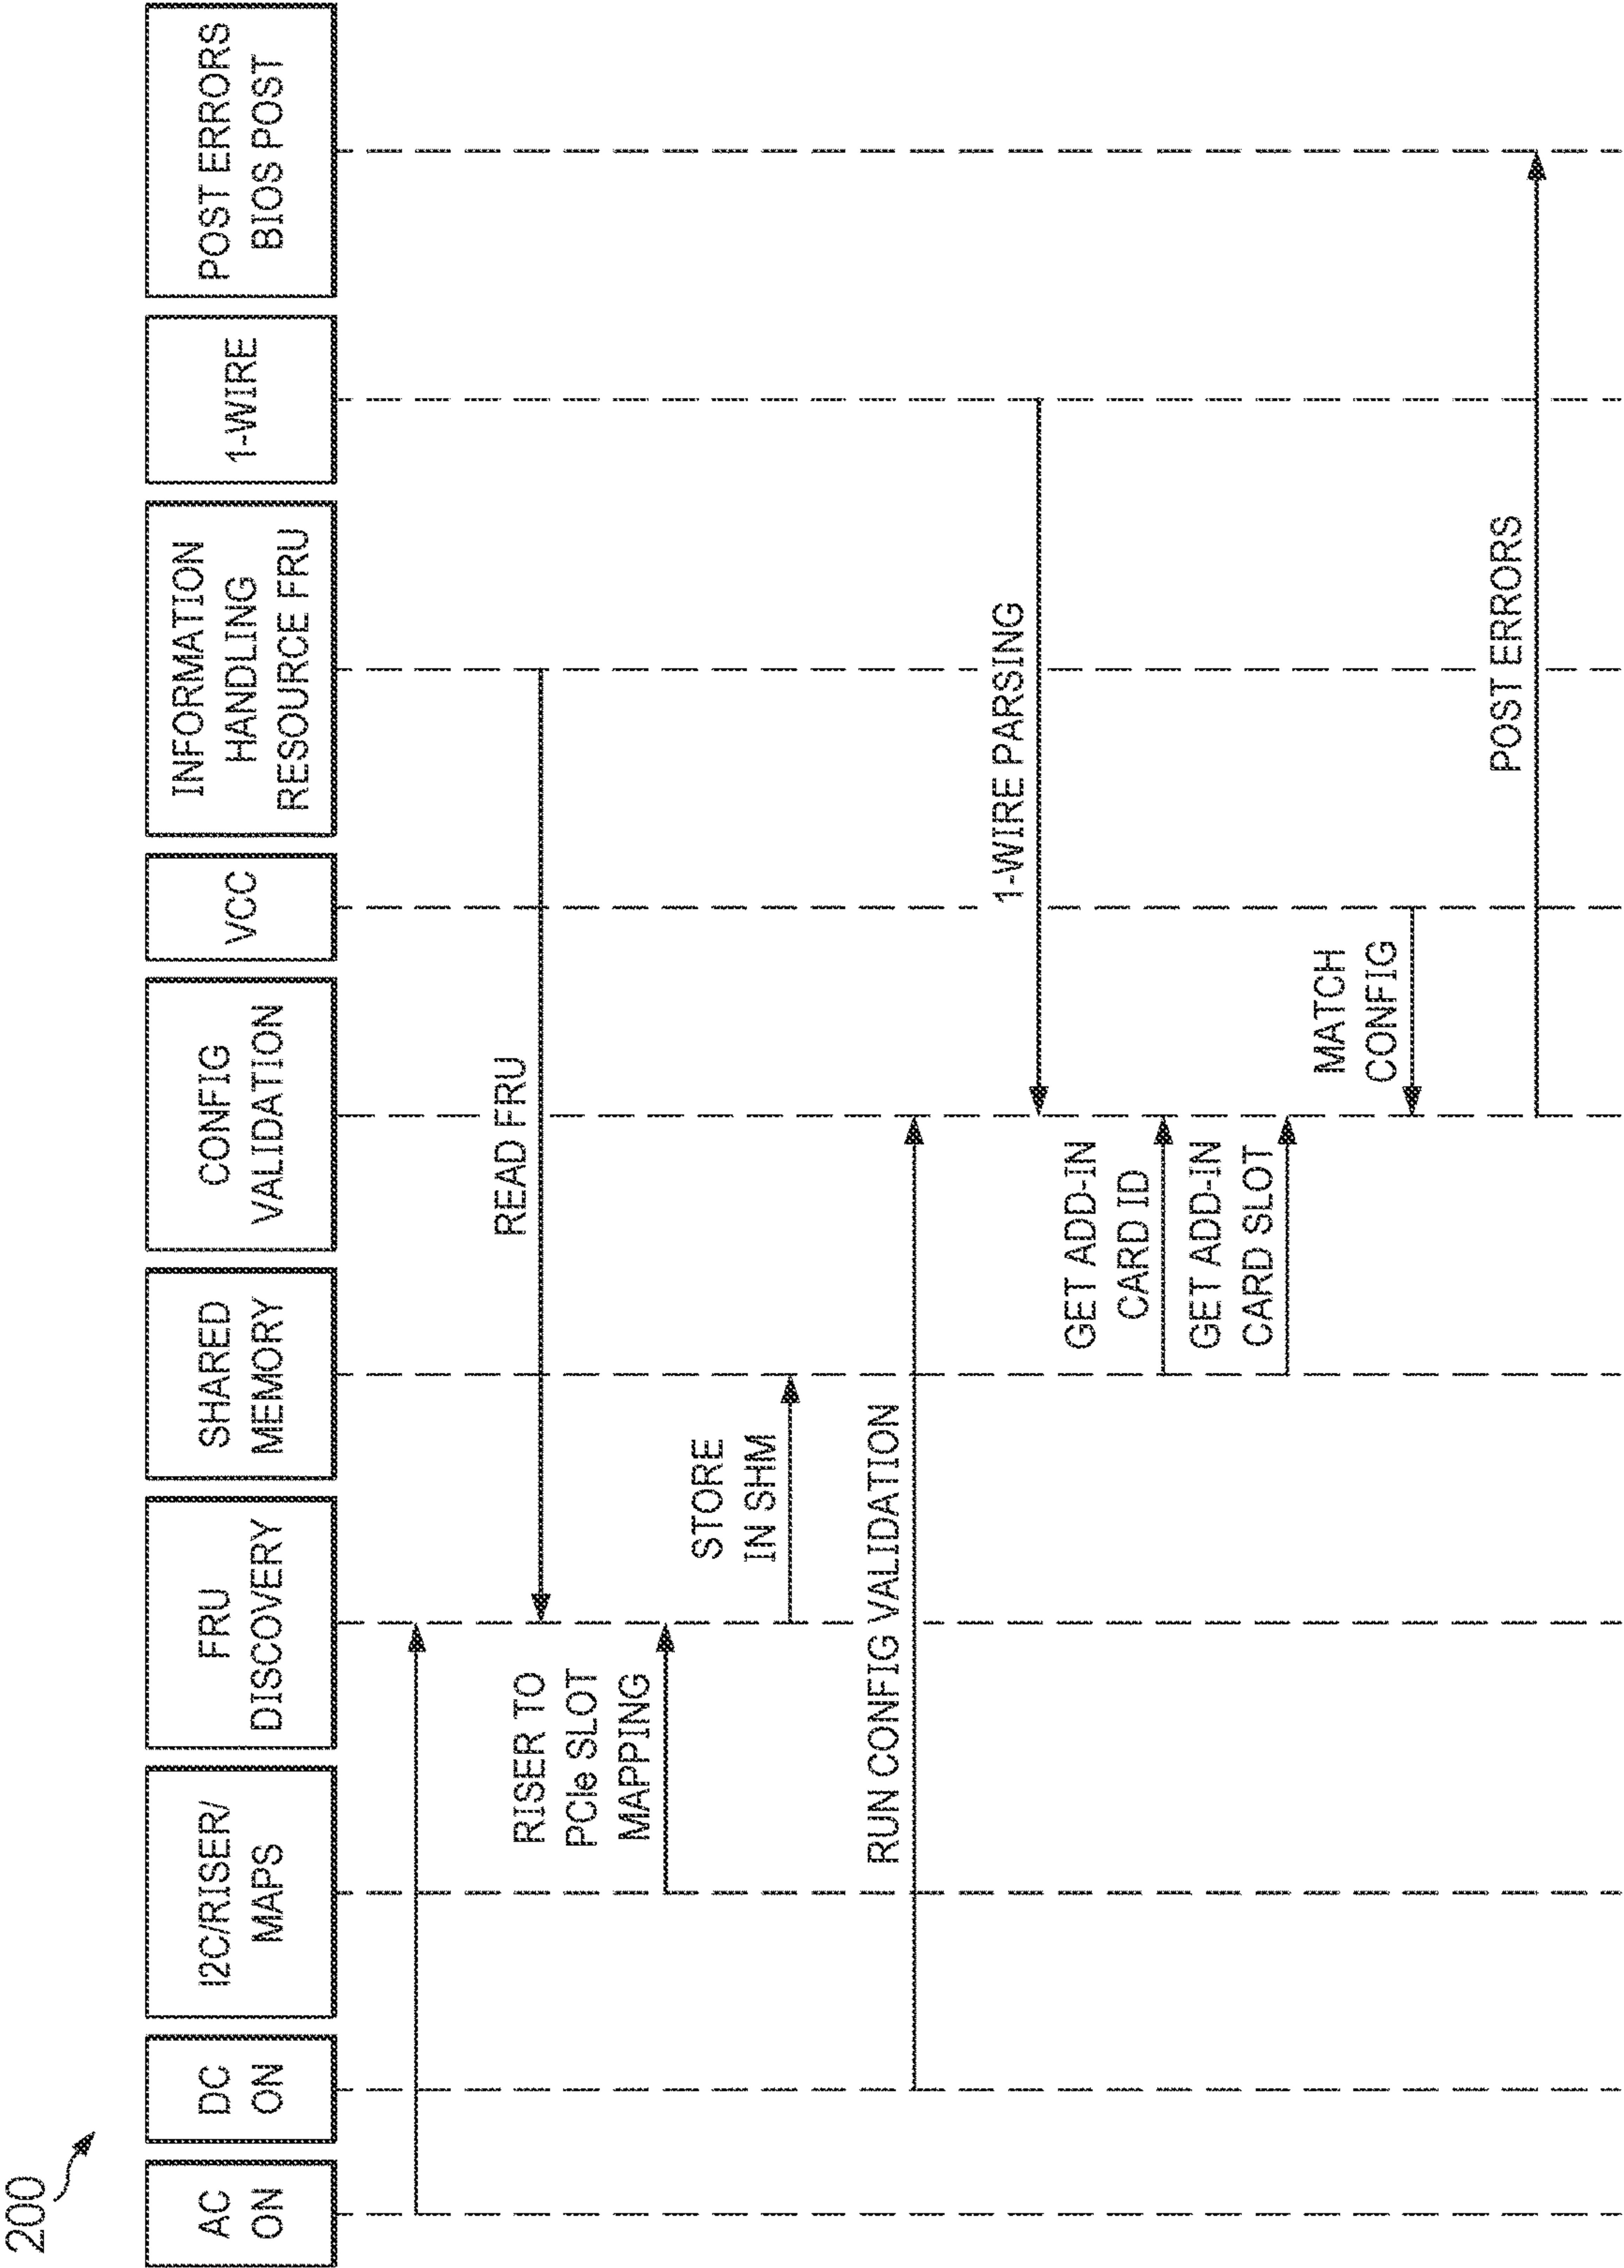 200
AC
ON
DC
ON
I2C/RISER/
MAPS
FRU
DISCOVERY
SHARED
MEMORY
CONFIG
VALIDATION
VCC
INFORMATION
HANDLING
RESOURCE FRU
1-WIRE
POST ERRORS
BIOS POST
READ FRU
RISER TO
PCIe SLOT
MAPPING
STORE
IN SHM
RUN CONFIG VALIDATION
1-WIRE PARSING
GET ADD-IN
CARD ID
GET ADD-IN
CARD SLOT
MATCH
CONFIG
POST ERRORS